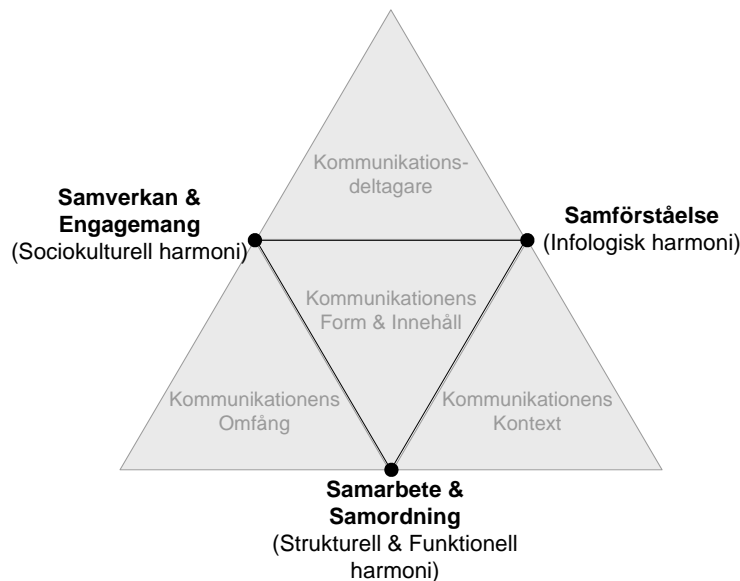 Kommunikations-
deltagare
Samverkan &
Engagemang
(Sociokulturell harmoni)
Samförståelse
(Infologisk harmoni)
Kommunikationens
Form & Innehåll
Kommunikationens
Omfång
Kommunikationens
Kontext
Samarbete &
Samordning
(Strukturell & Funktionell
harmoni)